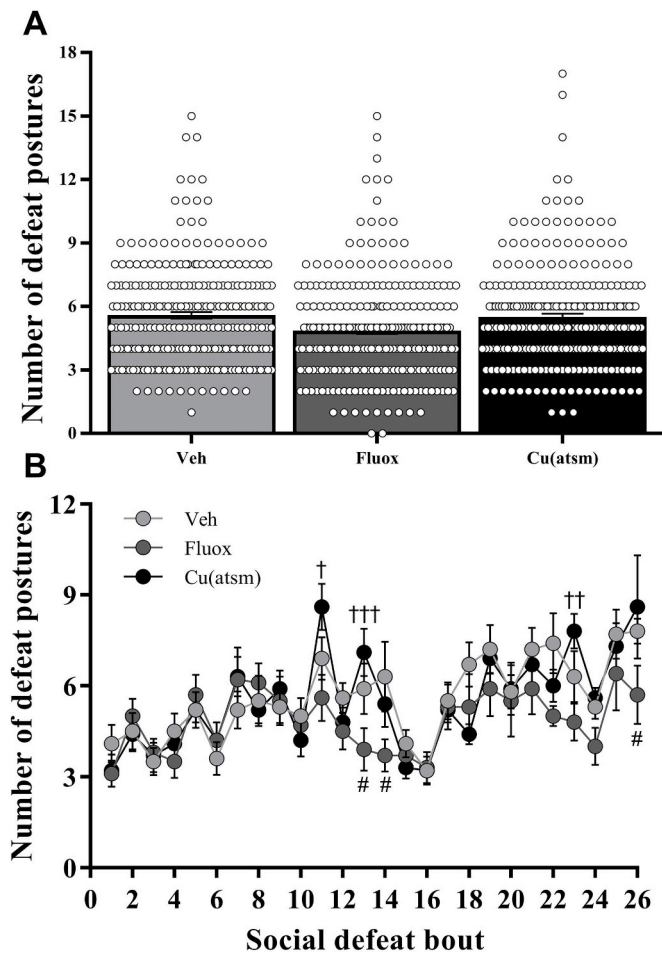 A
Number of defeat postures
18
15
12
9
6
3
0
Veh
Fluox
Cu(atsm)
B
Number of defeat postures
12
9
6
3
0
Veh
Fluox
Cu(atsm)
†
†††
††
#
#
#
0
2
4
6
8
10
12
14
16
18
20
22
24
26
Social defeat bout